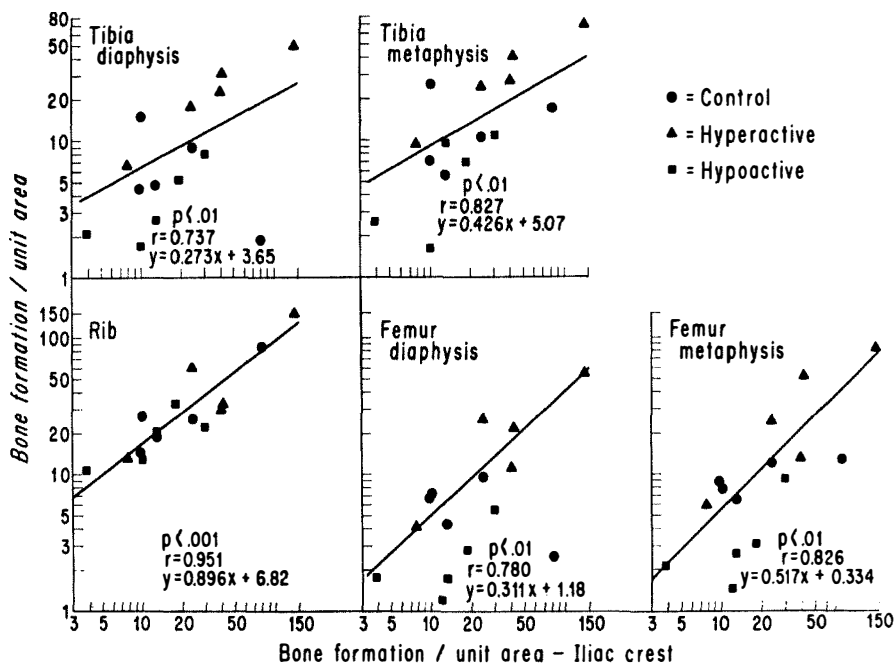 Tibia
diaphysis
80
50
20
10
5
3
1
p<.01
r=0.737
y=0.273x + 3.65
Tibia
metaphysis
p<.01
r=0.827
y=0.426x + 5.07
● = Control
▲ = Hyperactive
■ = Hypoactive
Bone formation / unit area
Rib
150
100
50
20
10
5
3
1
p<.001
r=0.951
y=0.896x + 6.82
3 5 10 20 50 150
Femur
diaphysis
p<.01
r=0.780
y=0.311x + 1.18
3 5 10 20 50 150
Femur
metaphysis
p<.01
r=0.826
y=0.517x + 0.334
3 5 10 20 50 150
Bone formation / unit area – Iliac crest